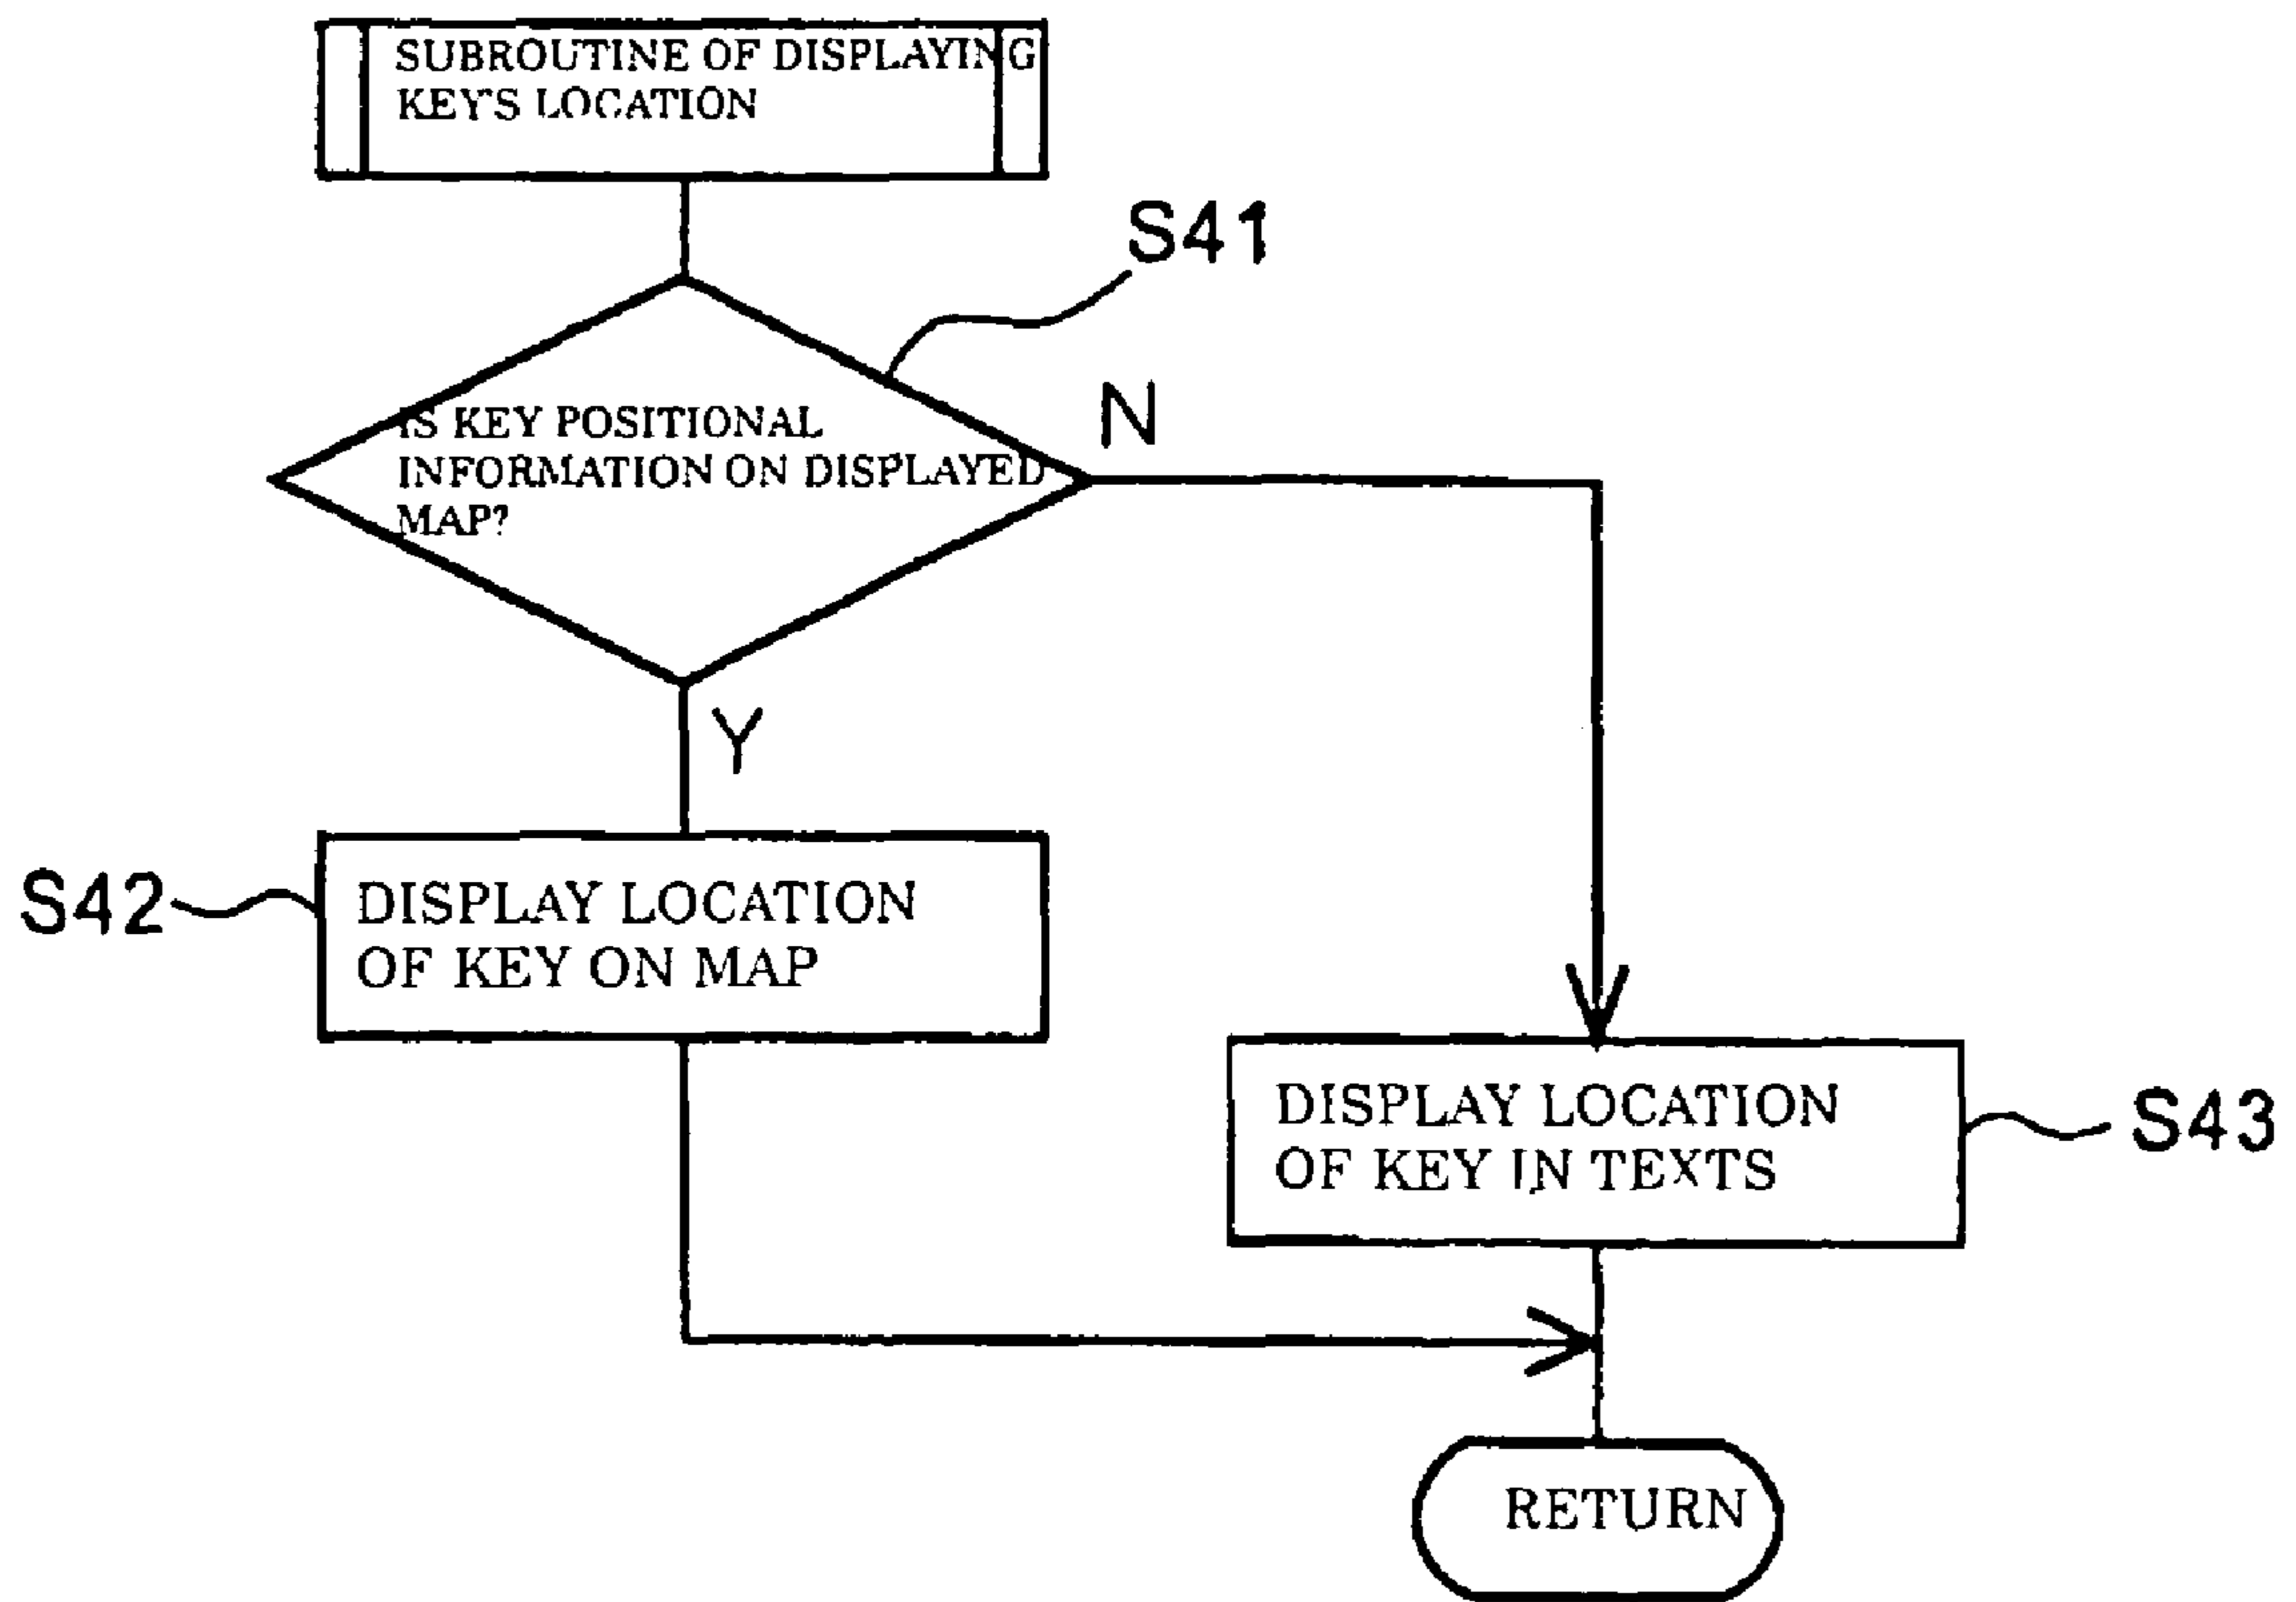 SUBROUTINE OF DISPLAYING
KEY'S LOCATION
S41
IS KEY POSITIONAL
INFORMATION ON DISPLAYED
MAP?
N
Y
S42
DISPLAY LOCATION
OF KEY ON MAP
DISPLAY LOCATION
OF KEY IN TEXTS
S43
RETURN